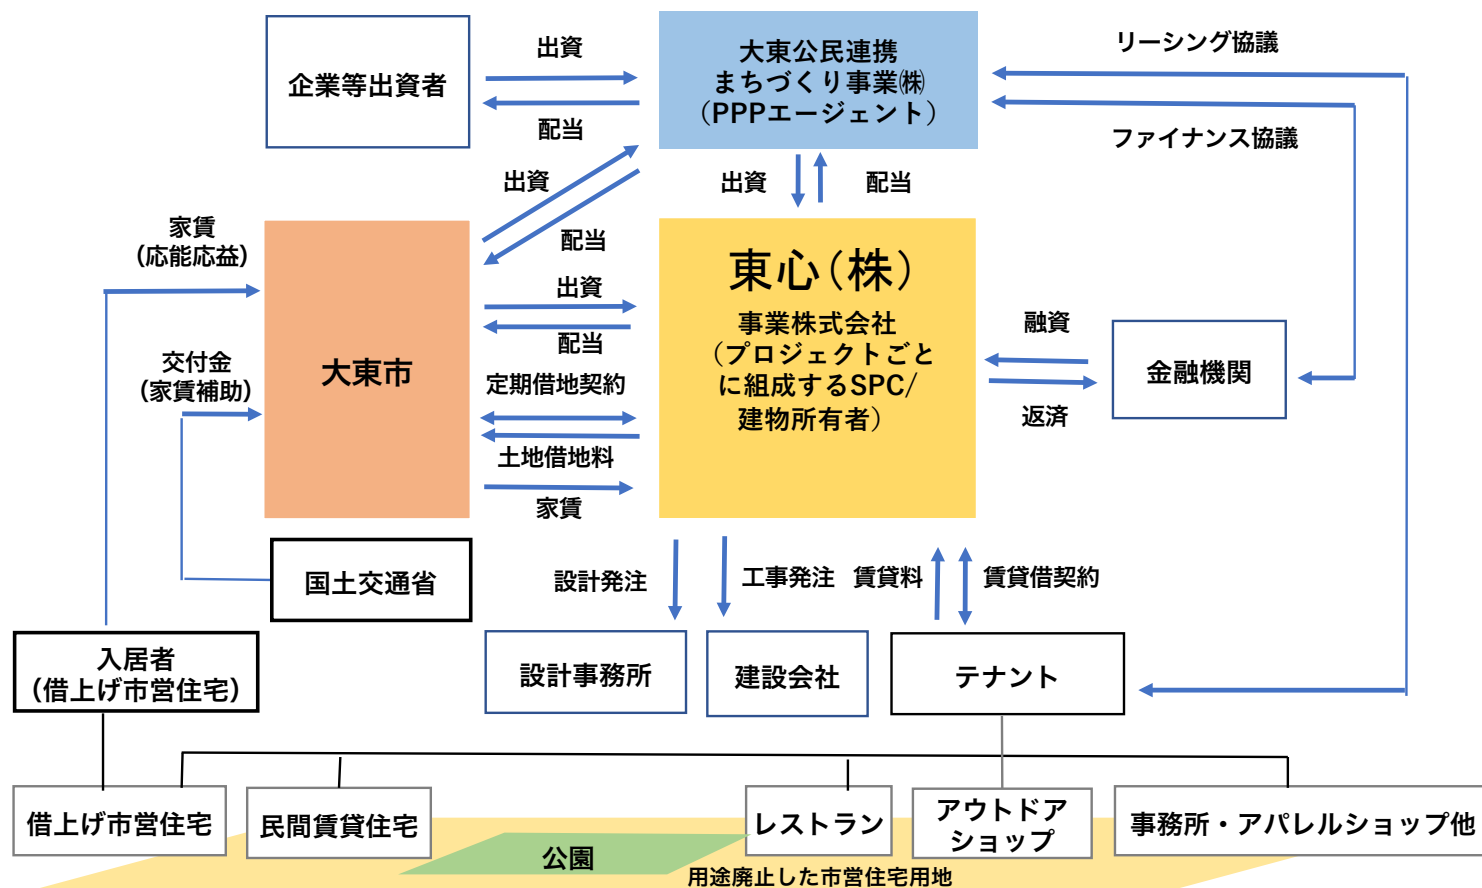 企業等出資者
出資
配当
大東公民連携
まちづくり事業㈱
（PPPエージェント）
リーシング協議
ファイナンス協議
出資
配当
出資
配当
家賃
（応能応益）
交付金
（家賃補助）
大東市
出資
配当
定期借地契約
土地借地料
家賃
東心（株）
事業株式会社
（プロジェクトごと
に組成するSPC/
建物所有者）
融資
返済
金融機関
国土交通省
設計発注
工事発注
賃貸料
賃貸借契約
入居者
（借上げ市営住宅）
設計事務所
建設会社
テナント
借上げ市営住宅
民間賃貸住宅
レストラン
アウトドア
ショップ
事務所・アパレルショップ他
公園
用途廃止した市営住宅用地